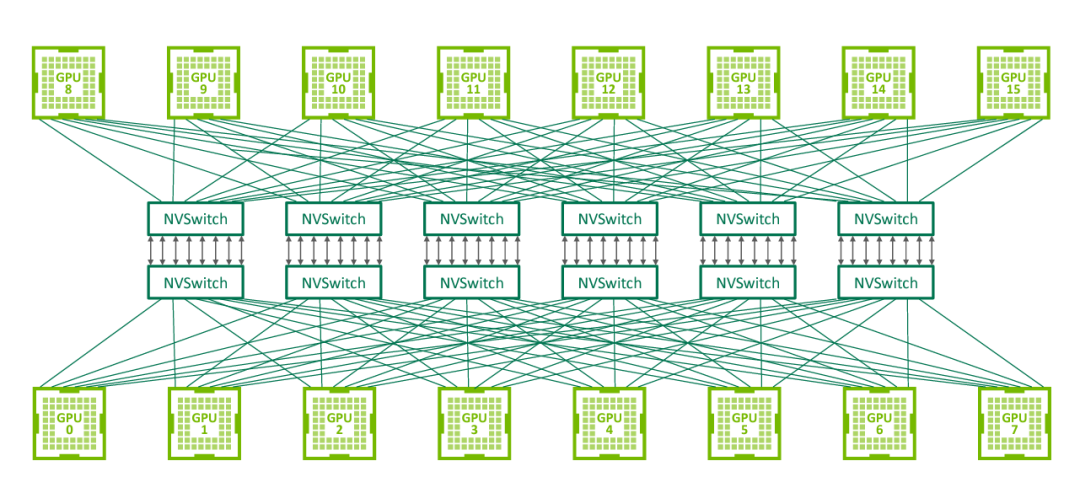 GPU
8
GPU
9
GPU
10
GPU
11
GPU
12
GPU
13
GPU
14
GPU
15
NVSwitch
NVSwitch
NVSwitch
NVSwitch
NVSwitch
NVSwitch
NVSwitch
NVSwitch
NVSwitch
NVSwitch
NVSwitch
NVSwitch
GPU
0
GPU
1
GPU
2
GPU
3
GPU
4
GPU
5
GPU
6
GPU
7